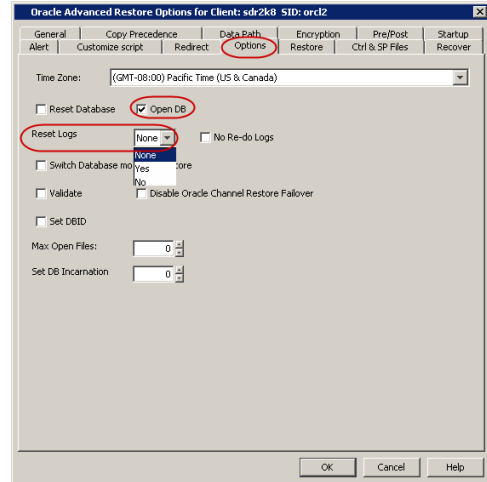 Oracle Advanced Restore Options for Client: sdr2k8 SID: orcl2
General Copy Precedence Data Path Encryption Pre/Post Startup
Alert Customize script Redirect Options Restore Ctrl & SP Files Recover
Time Zone: (GMT-08:00) Pacific Time (US & Canada)
Reset Database Open DB
Reset Logs None No Re-do Logs
None
Switch Database mo Yes ore
No
Validate Disable Oracle Channel Restore Failover
Set DBID
Max Open Files: 0
Set DB Incarnation 0
OK Cancel Help